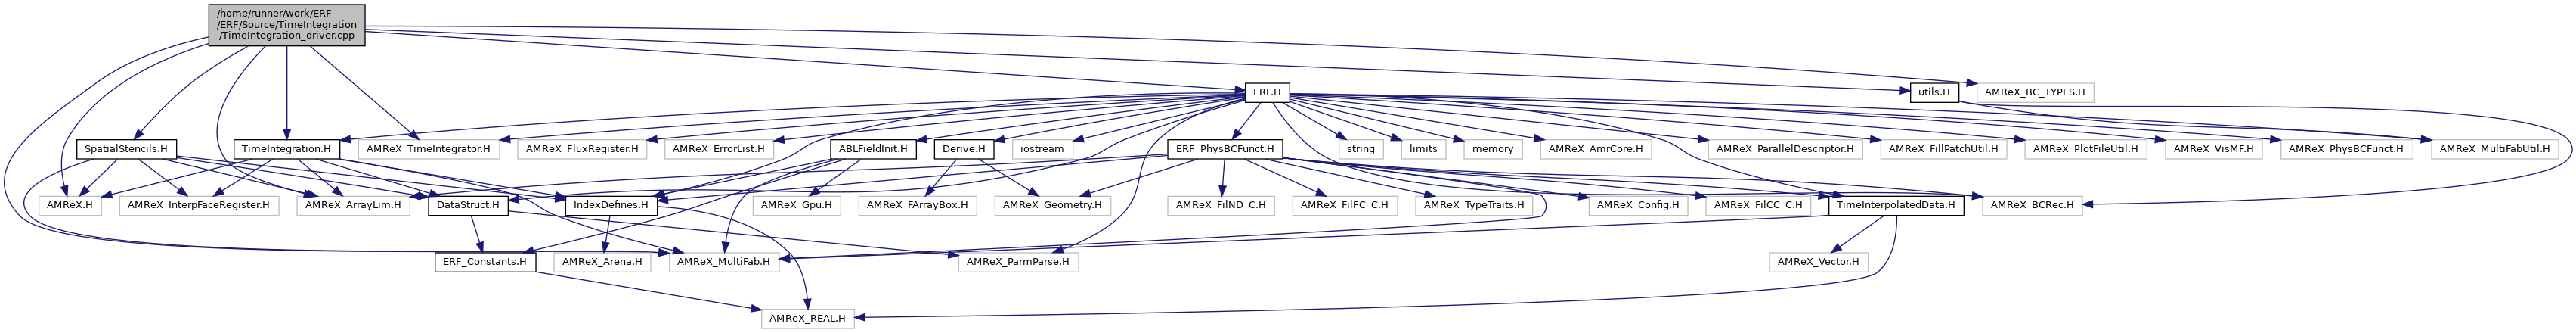 /home/runner/work/ERF
/ERF/Source/TimeIntegration
/TimeIntegration_driver.cpp
ERF.H
utils.H
AMReX_BC_TYPES.H
SpatialStencils.H
TimeIntegration.H
AMReX_TimeIntegrator.H
AMReX_FluxRegister.H
AMReX_ErrorList.H
ABLFieldInit.H
Derive.H
iostream
ERF_PhysBCFunct.H
string
limits
memory
AMReX_AmrCore.H
AMReX_ParallelDescriptor.H
AMReX_FillPatchUtil.H
AMReX_PlotFileUtil.H
AMReX_VisMF.H
AMReX_PhysBCFunct.H
AMReX_MultiFabUtil.H
AMReX.H
AMReX_InterpFaceRegister.H
AMReX_ArrayLim.H
DataStruct.H
IndexDefines.H
AMReX_Gpu.H
AMReX_FArrayBox.H
AMReX_Geometry.H
AMReX_FilND_C.H
AMReX_FilFC_C.H
AMReX_TypeTraits.H
AMReX_Config.H
AMReX_FilCC_C.H
TimeInterpolatedData.H
AMReX_BCRec.H
ERF_Constants.H
AMReX_Arena.H
AMReX_MultiFab.H
AMReX_ParmParse.H
AMReX_Vector.H
AMReX_REAL.H